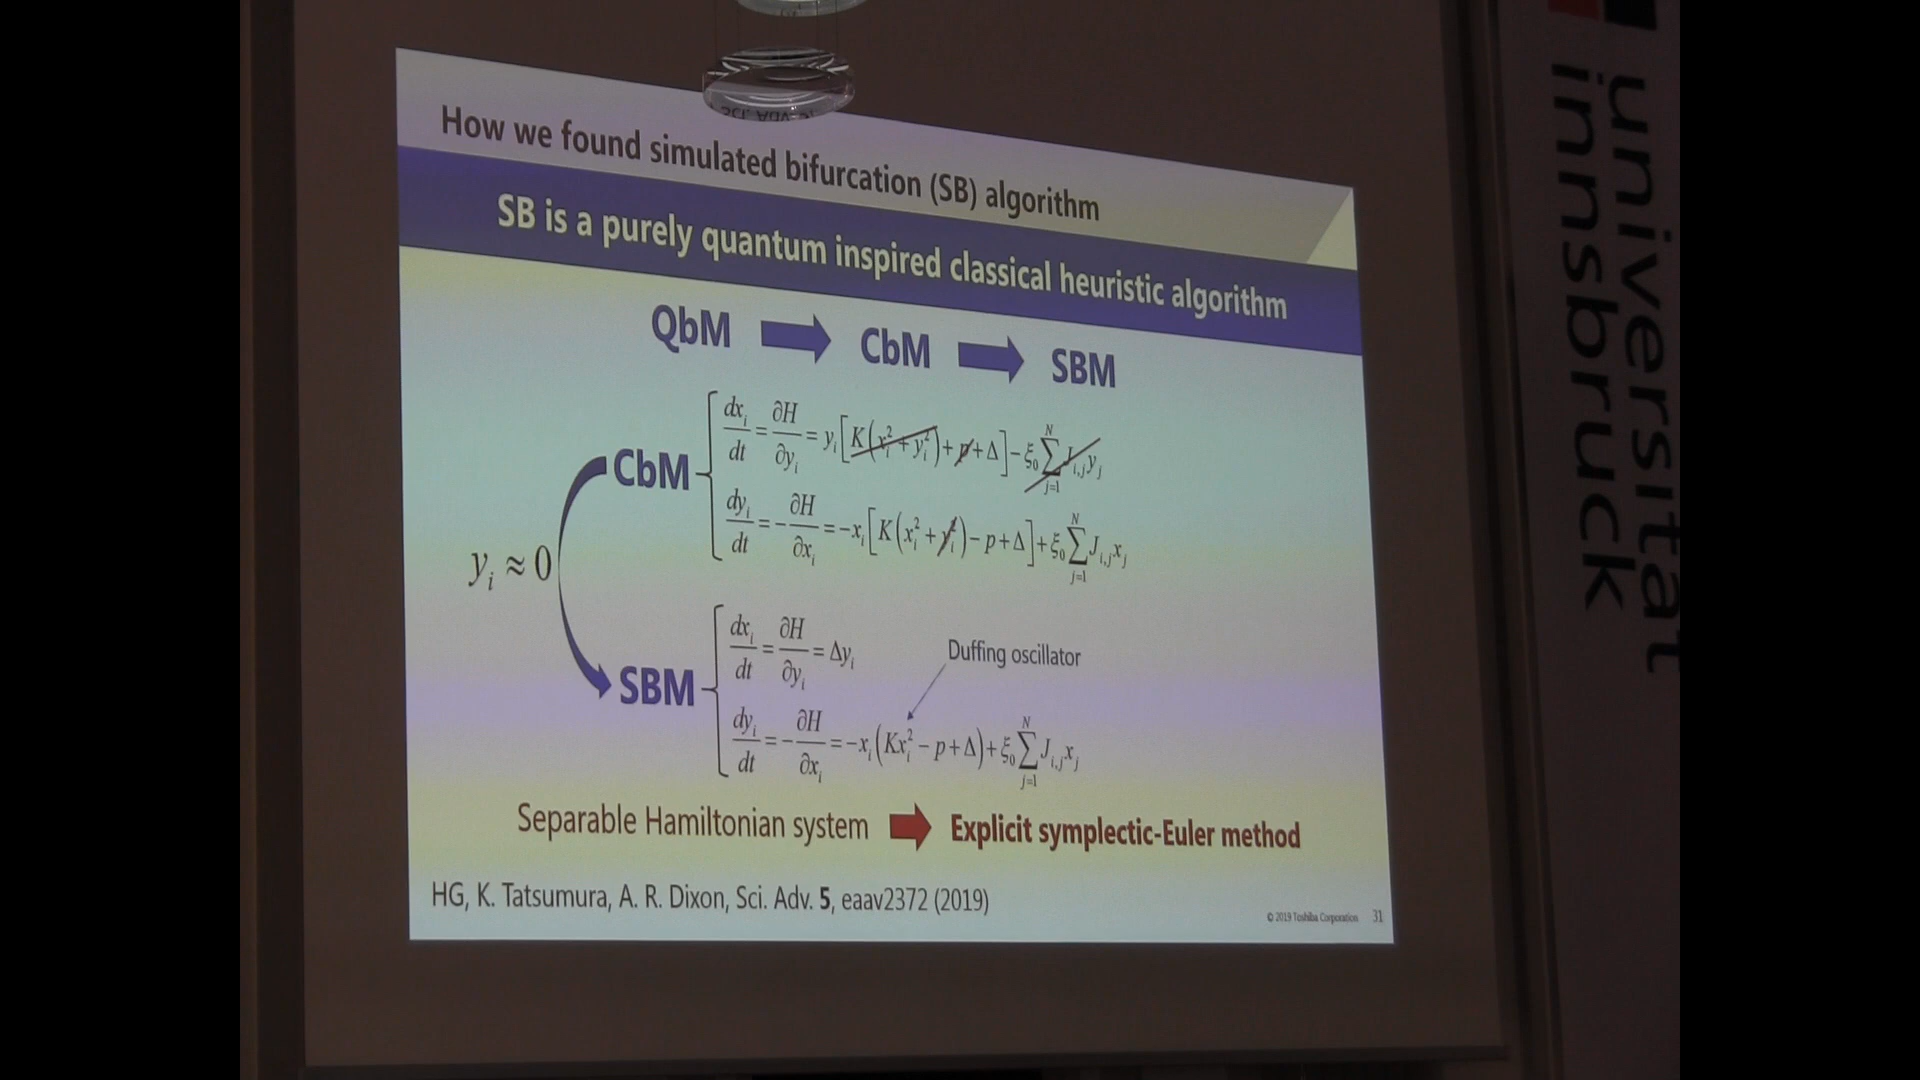 How we found simulated bifurcation (SB) algorithm
SB is a purely quantum inspired classical heuristic algorithm
QbM CbM SBM
CbM
dx_i/dt = ∂H/∂y_i = y_i[K(x_i^2 + y_i^2) + p + Δ] − ξ_0 ∑_{j=1}^{N} J_{i,j} y_j
dy_i/dt = −∂H/∂x_i = −x_i[K(x_i^2 + y_i^2) − p + Δ] + ξ_0 ∑_{j=1}^{N} J_{i,j} x_j
y_i ≈ 0
SBM
dx_i/dt = ∂H/∂y_i = Δy_i
Duffing oscillator
dy_i/dt = −∂H/∂x_i = −x_i(Kx_i^2 − p + Δ) + ξ_0 ∑_{j=1}^{N} J_{i,j} x_j
Separable Hamiltonian system Explicit symplectic-Euler method
HG, K. Tatsumura, A. R. Dixon, Sci. Adv. 5, eaav2372 (2019)
© 2019 Toshiba Corporation 31
universität
innsbruck